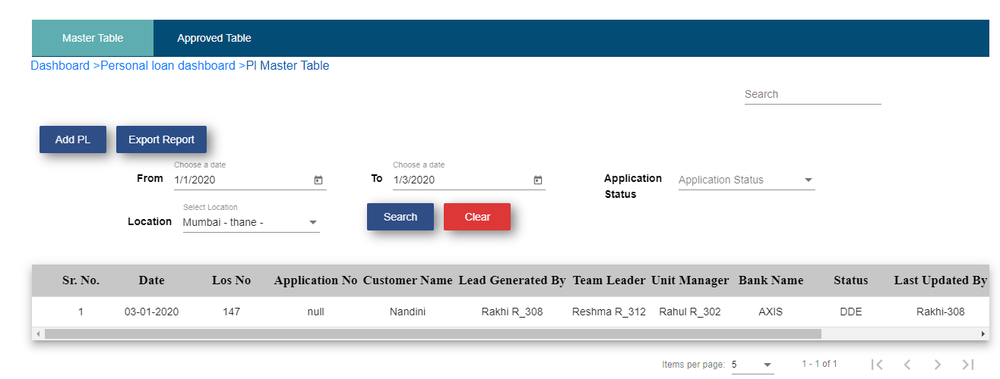 Master Table Approved Table
Dashboard >Personal loan dashboard >Pl Master Table
Search
Add PL Export Report
Choose a date Choose a date
From 1/1/2020 To 1/3/2020 Application Status Application Status
Select Location
Location Mumbai - thane - Search Clear
Sr. No. Date Los No Application No Customer Name Lead Generated By Team Leader Unit Manager Bank Name Status Last Updated By
1 03-01-2020 147 null Nandini Rakhi R_308 Reshma R_312 Rahul R_302 AXIS DDE Rakhi-308
Items per page: 5 1 - 1 of 1